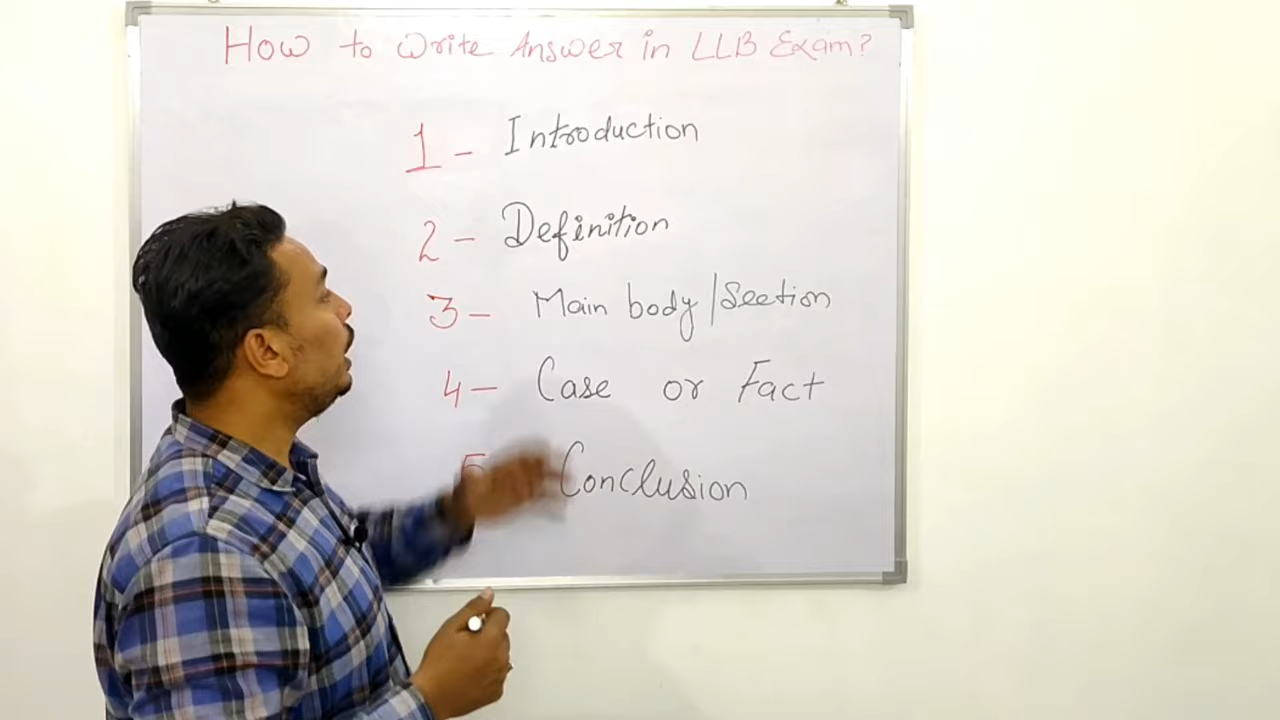 How to Write Answer in LLB Exam?
1 - Introduction
2 - Definition
3 - Main body/Section
4 - Case or Fact
5 Conclusion